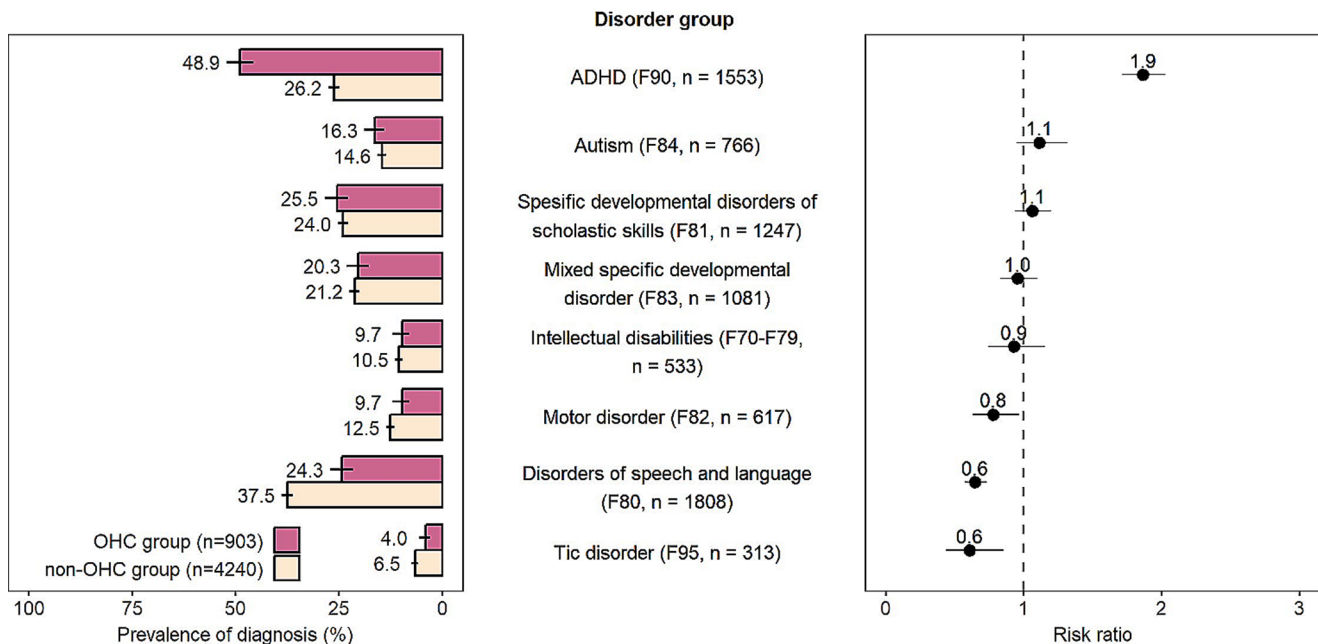 Disorder group
48.9
26.2
ADHD (F90, n = 1553)
1.9
16.3
14.6
Autism (F84, n = 766)
1.1
25.5
24.0
Spesific developmental disorders of
scholastic skills (F81, n = 1247)
1.1
20.3
21.2
Mixed specific developmental
disorder (F83, n = 1081)
1.0
9.7
10.5
Intellectual disabilities (F70-F79,
n = 533)
0.9
9.7
12.5
Motor disorder (F82, n = 617)
0.8
24.3
37.5
Disorders of speech and language
(F80, n = 1808)
0.6
4.0
6.5
Tic disorder (F95, n = 313)
0.6
OHC group (n=903)
non-OHC group (n=4240)
100 50 25 0
Prevalence of diagnosis (%)
0 1 2 3
Risk ratio